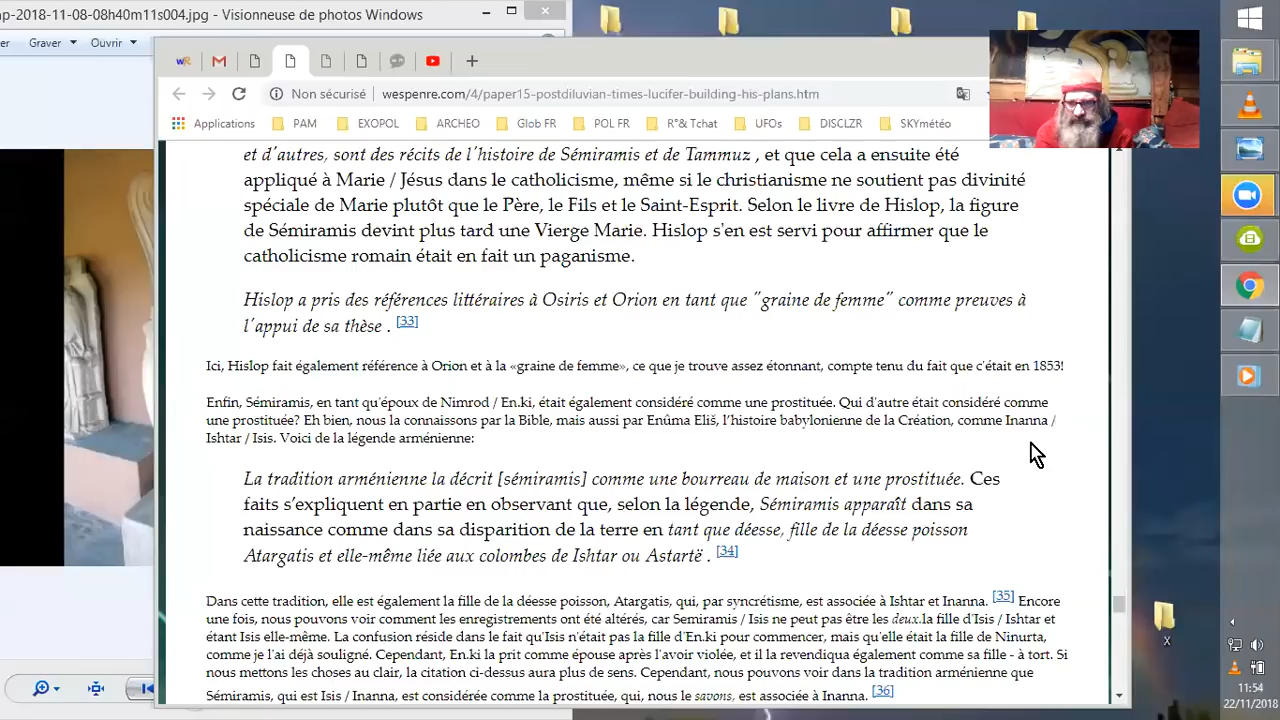 ap-2018-11-08-08h40m11s004.jpg - Visionneuse de photos Windows
Graver
Ouvrir
Non sécurisé
wespenre.com/4/paper15-postdiluvian-times-lucifer-building-his-plans.htm
Applications
PAM
EXOPOL
ARCHEO
Glob FR
POL FR
R°& Tchat
UFOs
DISCLZR
SKYmétéo
et d'autres, sont des récits de l'histoire de Sémiramis et de Tammuz , et que cela a ensuite été
appliqué à Marie / Jésus dans le catholicisme, même si le christianisme ne soutient pas divinité
spéciale de Marie plutôt que le Père, le Fils et le Saint-Esprit. Selon le livre de Hislop, la figure
de Sémiramis devint plus tard une Vierge Marie. Hislop s'en est servi pour affirmer que le
catholicisme romain était en fait un paganisme.
Hislop a pris des références littéraires à Osiris et Orion en tant que "graine de femme" comme preuves à
l'appui de sa thèse . [33]
Ici, Hislop fait également référence à Orion et à la «graine de femme», ce que je trouve assez étonnant, compte tenu du fait que c'était en 1853!
Enfin, Sémiramis, en tant qu'époux de Nimrod / En.ki, était également considéré comme une prostituée. Qui d'autre était considéré comme
une prostituée? Eh bien, nous la connaissons par la Bible, mais aussi par Enûma Eliš, l'histoire babylonienne de la Création, comme Inanna /
Ishtar / Isis. Voici de la légende arménienne:
La tradition arménienne la décrit [sémiramis] comme une bourreau de maison et une prostituée. Ces
faits s'expliquent en partie en observant que, selon la légende, Sémiramis apparaît dans sa
naissance comme dans sa disparition de la terre en tant que déesse, fille de la déesse poisson
Atargatis et elle-même liée aux colombes de Ishtar ou Astartë . [34]
Dans cette tradition, elle est également la fille de la déesse poisson, Atargatis, qui, par syncrétisme, est associée à Ishtar et Inanna. [35] Encore
une fois, nous pouvons voir comment les enregistrements ont été altérés, car Semiramis / Isis ne peut pas être les deux.la fille d'Isis / Ishtar et
étant Isis elle-même. La confusion réside dans le fait qu'Isis n'était pas la fille d'En.ki pour commencer, mais qu'elle était la fille de Ninurta,
comme je l'ai déjà souligné. Cependant, En.ki la prit comme épouse après l'avoir violée, et il la revendiqua également comme sa fille - à tort. Si
nous mettons les choses au clair, la citation ci-dessus aura plus de sens. Cependant, nous pouvons voir dans la tradition arménienne que
Sémiramis, qui est Isis / Inanna, est considérée comme la prostituée, qui, nous le savons, est associée à Inanna. [36]
X
11:54
22/11/2018